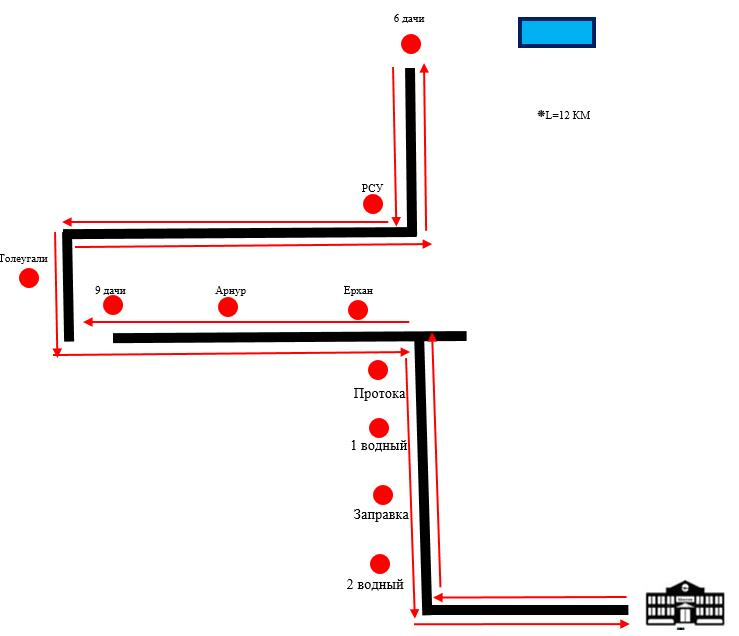 6 дачи
*L=12 КМ
РСУ
Толеугали
9 дачи
Арнур
Ерхан
Протока
1 водный
Заправка
2 водный